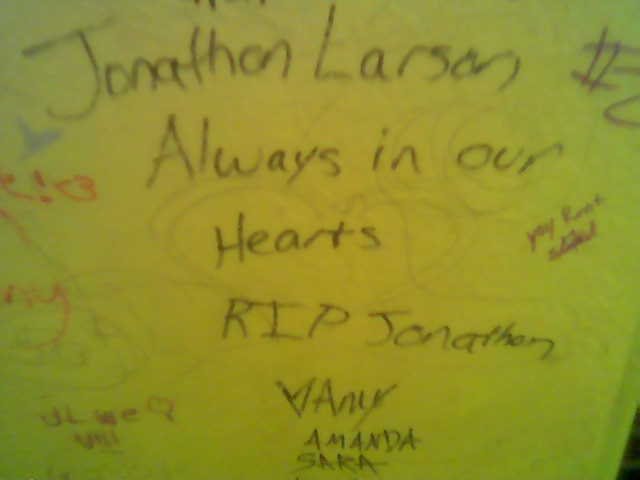 Jonathon Larson
Always in our
Hearts
RIP Jonathon
Amy
AMANDA
SARA